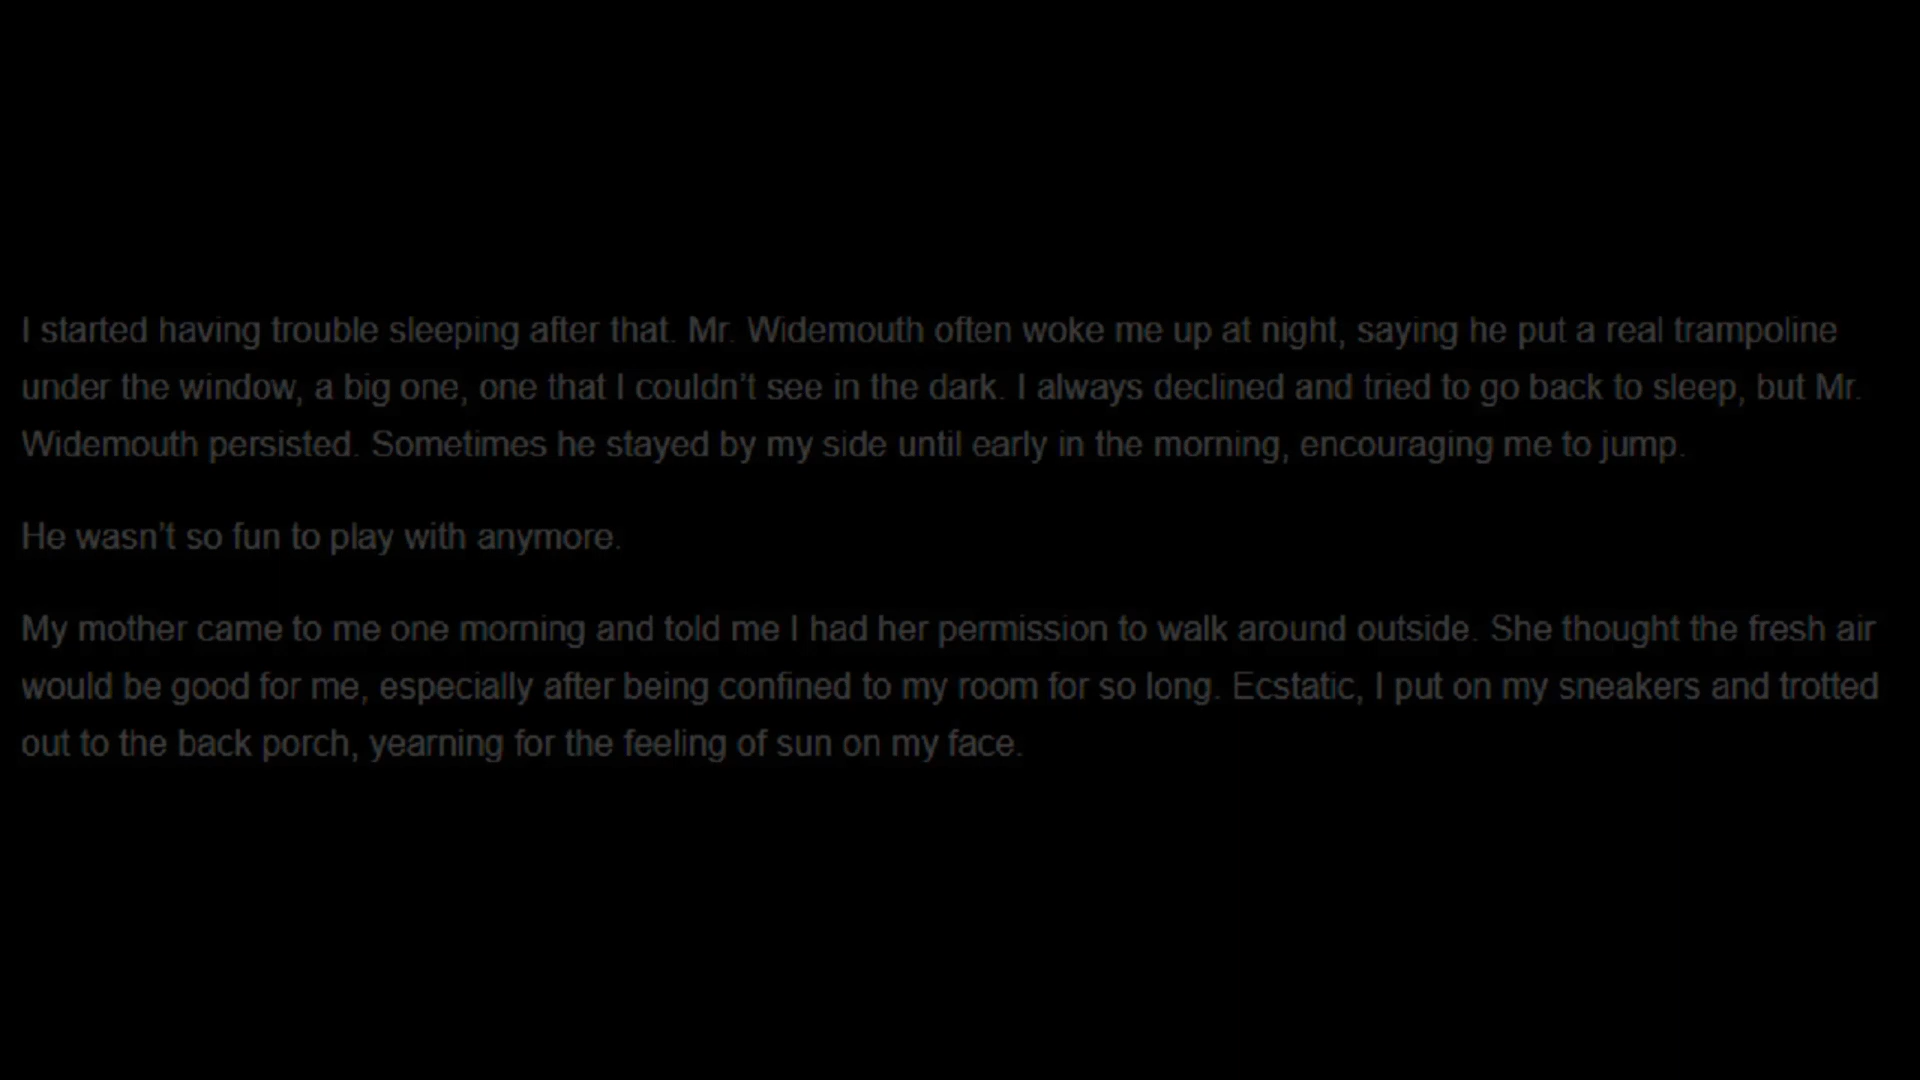 I started having trouble sleeping after that. Mr. Widemouth often woke me up at night, saying he put a real trampoline
under the window, a big one, one that I couldn’t see in the dark. I always declined and tried to go back to sleep, but Mr.
Widemouth persisted. Sometimes he stayed by my side until early in the morning, encouraging me to jump.
He wasn’t so fun to play with anymore.
My mother came to me one morning and told me I had her permission to walk around outside. She thought the fresh air
would be good for me, especially after being confined to my room for so long. Ecstatic, I put on my sneakers and trotted
out to the back porch, yearning for the feeling of sun on my face.